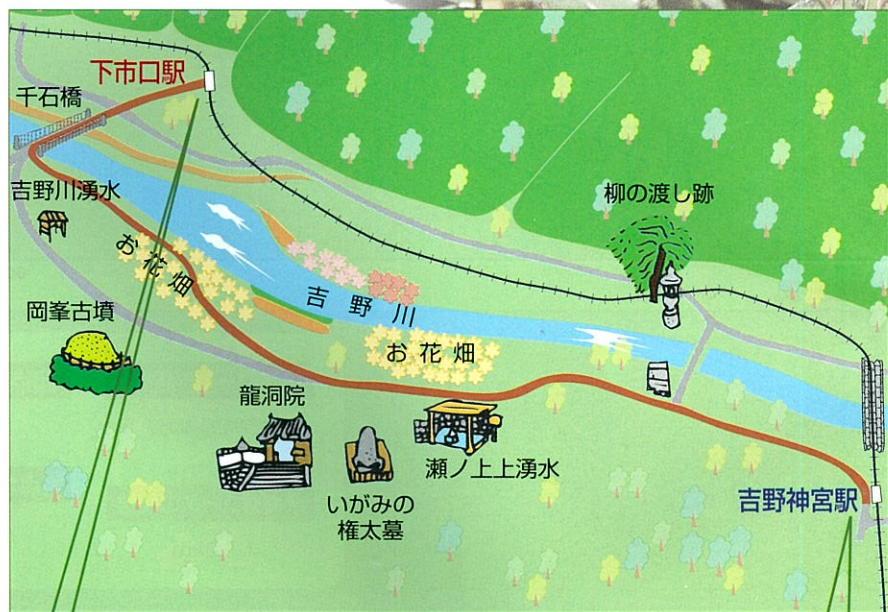 下市口駅
千石橋
吉野川湧水
お花畑
岡峯古墳
柳の渡し跡
吉野川
お花畑
龍洞院
いがみの
権太墓
瀬ノ上上湧水
吉野神宮駅